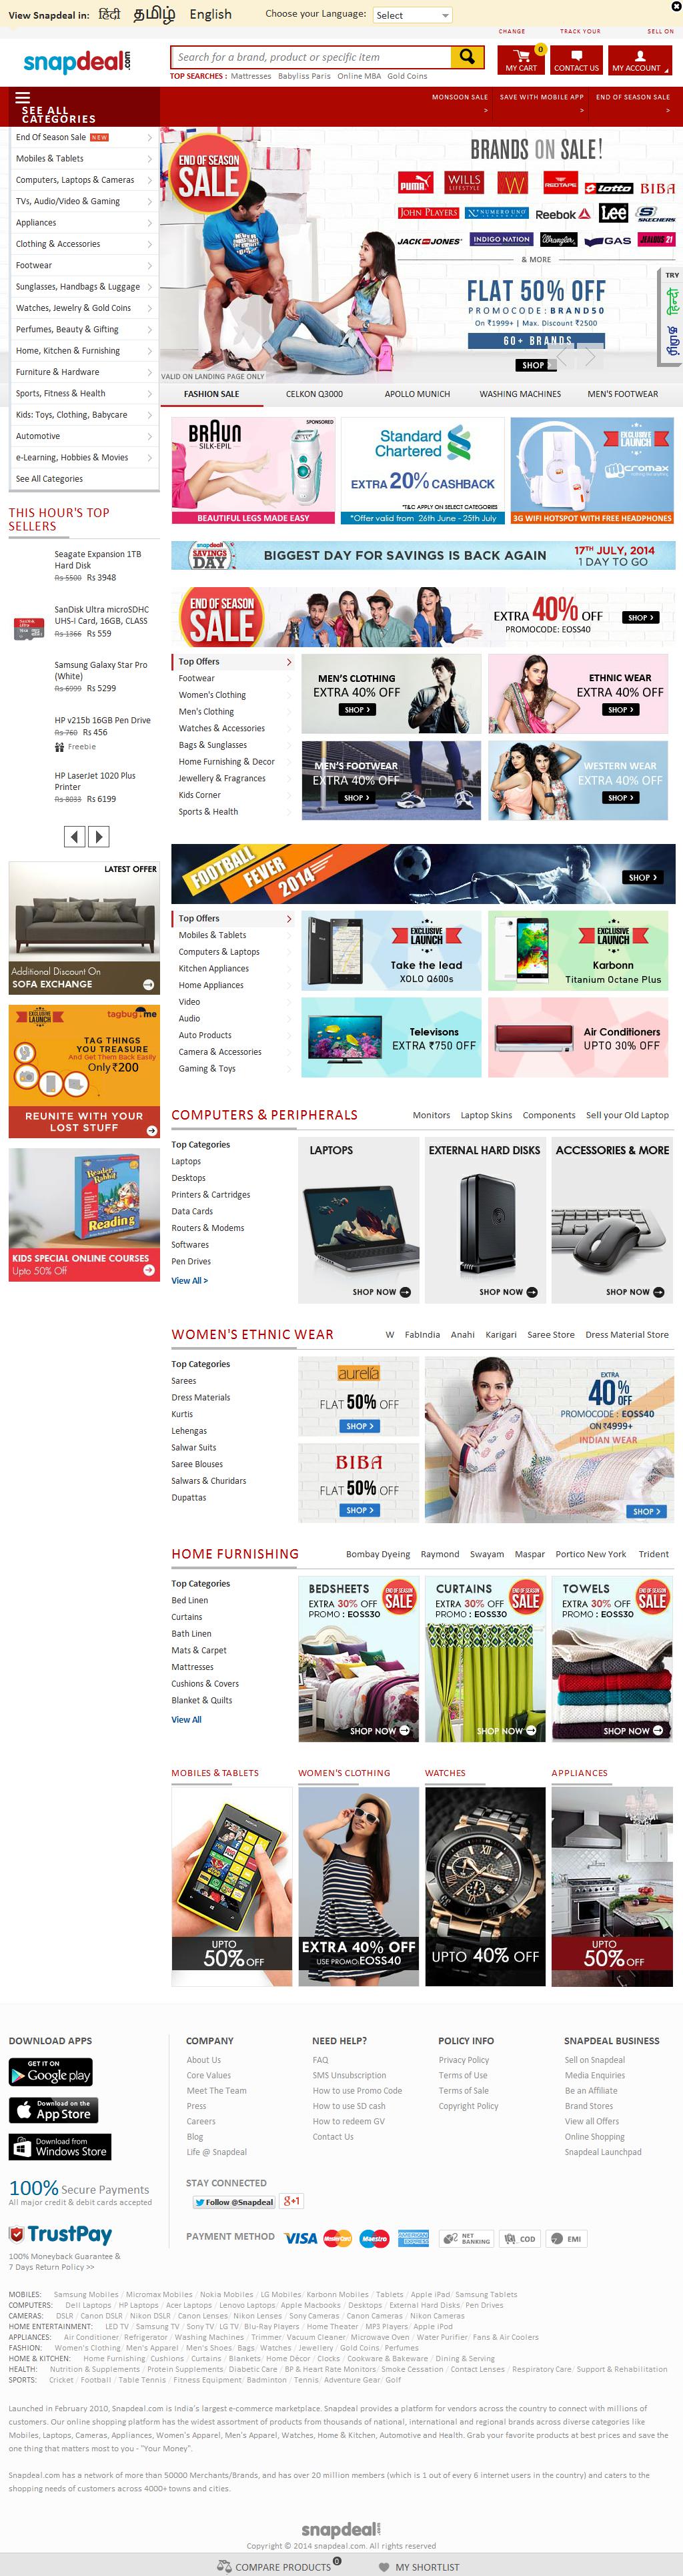 View Snapdeal in: हिंदी தமிழ் English Choose your Language: Select
CHANGE TRACK YOUR SELL ON
snapdeal.com
Search for a brand, product or specific item
0
MY CART CONTACT US MY ACCOUNT
TOP SEARCHES : Mattresses Babyliss Paris Online MBA Gold Coins
SEE ALL
CATEGORIES
MONSOON SALE > SAVE WITH MOBILE APP > END OF SEASON SALE >
End Of Season Sale NEW
Mobiles & Tablets
Computers, Laptops & Cameras
TVs, Audio/Video & Gaming
Appliances
Clothing & Accessories
Footwear
Sunglasses, Handbags & Luggage
Watches, Jewelry & Gold Coins
Perfumes, Beauty & Gifting
Home, Kitchen & Furnishing
Furniture & Hardware
Sports, Fitness & Health
Kids: Toys, Clothing, Babycare
Automotive
e-Learning, Hobbies & Movies
See All Categories
END OF SEASON
SALE
BRANDS ON SALE!
PUMA WILLS LIFESTYLE W REDTAPE lotto BIBA
JOHN PLAYERS NUMERO UNO Reebok Lee SKECHERS
JACK & JONES INDIGO NATION Wrangler GAS JEALOUS 21
& MORE
FLAT 50% OFF
PROMOCODE: BRAND50
On ₹1999+ | Max. Discount ₹2500
60+ BRANDS
SHOP
VALID ON LANDING PAGE ONLY
TRY
हिन्दी
தமிழ்
FASHION SALE CELKON Q3000 APOLLO MUNICH WASHING MACHINES MEN'S FOOTWEAR
BRAUN
SILK-EPIL
SPONSORED
BEAUTIFUL LEGS MADE EASY
Standard
Chartered
EXTRA 20% CASHBACK
*T&C APPLY ON SELECT CATEGORIES
*Offer valid from 26th June - 25th July
EXCLUSIVE
LAUNCH
Micromax
3G WIFI HOTSPOT WITH FREE HEADPHONES
THIS HOUR'S TOP
SELLERS
Seagate Expansion 1TB
Hard Disk
Rs 5500 Rs 3948
SanDisk Ultra microSDHC
UHS-I Card, 16GB, CLASS
Rs 1366 Rs 559
Samsung Galaxy Star Pro
(White)
Rs 6999 Rs 5299
HP v215b 16GB Pen Drive
Rs 760 Rs 456
Freebie
HP LaserJet 1020 Plus
Printer
Rs 8033 Rs 6199
snapdeal
SAVINGS
DAY
BIGGEST DAY FOR SAVINGS IS BACK AGAIN
17TH JULY, 2014
1 DAY TO GO
END OF SEASON
SALE
EXTRA 40% OFF
PROMOCODE: EOSS40
SHOP >
Top Offers
Footwear
Women's Clothing
Men's Clothing
Watches & Accessories
Bags & Sunglasses
Home Furnishing & Decor
Jewellery & Fragrances
Kids Corner
Sports & Health
MEN'S CLOTHING
EXTRA 40% OFF
SHOP >
ETHNIC WEAR
EXTRA 40% OFF
SHOP >
MEN'S FOOTWEAR
EXTRA 40% OFF
SHOP >
WESTERN WEAR
EXTRA 40% OFF
SHOP >
LATEST OFFER
Additional Discount On
SOFA EXCHANGE
EXCLUSIVE
LAUNCH
tagbug.me
TAG THINGS
YOU TREASURE
And Get Them Back Easily
Only ₹200
REUNITE WITH YOUR
LOST STUFF
Reader Rabbit
Reading
KIDS SPECIAL ONLINE COURSES
Upto 50% Off
FOOTBALL
FEVER
2014
SHOP >
Top Offers
Mobiles & Tablets
Computers & Laptops
Kitchen Appliances
Home Appliances
Video
Audio
Auto Products
Camera & Accessories
Gaming & Toys
EXCLUSIVE
LAUNCH
Take the lead
XOLO Q600s
EXCLUSIVE
LAUNCH
Karbonn
Titanium Octane Plus
Televisons
EXTRA ₹750 OFF
Air Conditioners
UPTO 30% OFF
COMPUTERS & PERIPHERALS Monitors Laptop Skins Components Sell your Old Laptop
Top Categories
Laptops
Desktops
Printers & Cartridges
Data Cards
Routers & Modems
Softwares
Pen Drives
View All >
LAPTOPS EXTERNAL HARD DISKS ACCESSORIES & MORE
SHOP NOW SHOP NOW SHOP NOW
WOMEN'S ETHNIC WEAR W FabIndia Anahi Karigari Saree Store Dress Material Store
Top Categories
Sarees
Dress Materials
Kurtis
Lehengas
Salwar Suits
Saree Blouses
Salwars & Churidars
Dupattas
aurelia
FLAT 50% OFF
SHOP >
BIBA
FLAT 50% OFF
SHOP >
EXTRA
40% OFF
PROMOCODE : EOSS40
ON ₹4999+
INDIAN WEAR
SHOP >
HOME FURNISHING Bombay Dyeing Raymond Swayam Maspar Portico New York Trident
Top Categories
Bed Linen
Curtains
Bath Linen
Mats & Carpet
Mattresses
Cushions & Covers
Blanket & Quilts
View All
BEDSHEETS
EXTRA 30% OFF
PROMO : EOSS30
END OF SEASON
SALE
SHOP NOW
CURTAINS
EXTRA 30% OFF
PROMO : EOSS30
END OF SEASON
SALE
SHOP NOW
TOWELS
EXTRA 30% OFF
PROMO : EOSS30
END OF SEASON
SALE
SHOP NOW
MOBILES & TABLETS WOMEN'S CLOTHING WATCHES APPLIANCES
UPTO
50% OFF
EXTRA 40% OFF
USE PROMO: EOSS40
UPTO 40% OFF
UPTO
50% OFF
DOWNLOAD APPS
GET IT ON
Google play
Download on the
App Store
Download from
Windows Store
100% Secure Payments
All major credit & debit cards accepted
TrustPay
100% Moneyback Guarantee &
7 Days Return Policy >>
COMPANY
About Us
Core Values
Meet The Team
Press
Careers
Blog
Life @ Snapdeal
NEED HELP?
FAQ
SMS Unsubscription
How to use Promo Code
How to use SD cash
How to redeem GV
Contact Us
POLICY INFO
Privacy Policy
Terms of Use
Terms of Sale
Copyright Policy
SNAPDEAL BUSINESS
Sell on Snapdeal
Media Enquiries
Be an Affiliate
Brand Stores
View all Offers
Online Shopping
Snapdeal Launchpad
STAY CONNECTED
Follow @Snapdeal g+1
PAYMENT METHOD VISA MasterCard Maestro AMERICAN EXPRESS NET BANKING COD EMI
MOBILES: Samsung Mobiles / Micromax Mobiles / Nokia Mobiles / LG Mobiles / Karbonn Mobiles / Tablets / Apple iPad / Samsung Tablets
COMPUTERS: Dell Laptops / HP Laptops / Acer Laptops / Lenovo Laptops / Apple Macbooks / Desktops / External Hard Disks / Pen Drives
CAMERAS: DSLR / Canon DSLR / Nikon DSLR / Canon Lenses / Nikon Lenses / Sony Cameras / Canon Cameras / Nikon Cameras
HOME ENTERTAINMENT: LED TV / Samsung TV / Sony TV / LG TV / Blu-Ray Players / Home Theater / MP3 Players / Apple iPod
APPLIANCES: Air Conditioner / Refrigerator / Washing Machines / Trimmer / Vacuum Cleaner / Microwave Oven / Water Purifier / Fans & Air Coolers
FASHION: Women's Clothing / Men's Apparel / Men's Shoes / Bags / Watches / Jewellery / Gold Coins / Perfumes
HOME & KITCHEN: Home Furnishing / Cushions / Curtains / Blankets / Home Décor / Clocks / Cookware & Bakeware / Dining & Serving
HEALTH: Nutrition & Supplements / Protein Supplements / Diabetic Care / BP & Heart Rate Monitors / Smoke Cessation / Contact Lenses / Respiratory Care / Support & Rehabilitation
SPORTS: Cricket / Football / Table Tennis / Fitness Equipment / Badminton / Tennis / Adventure Gear / Golf
Launched in February 2010, Snapdeal.com is India's largest e-commerce marketplace. Snapdeal provides a platform for vendors across the country to connect with millions of
customers. Our online shopping platform has the widest assortment of products from thousands of national, international and regional brands across diverse categories like
Mobiles, Laptops, Cameras, Appliances, Women's Apparel, Men's Apparel, Watches, Home & Kitchen, Automotive and Health. Grab your favorite products at best prices and save the
one thing that matters most to you - "Your Money".
Snapdeal.com has a network of more than 50000 Merchants/Brands, and has over 20 million members (which is 1 out of every 6 internet users in the country) and caters to the
shopping needs of customers across 4000+ towns and cities.
snapdeal.com
Copyright © 2014 snapdeal.com. All rights reserved
COMPARE PRODUCTS 0 MY SHORTLIST